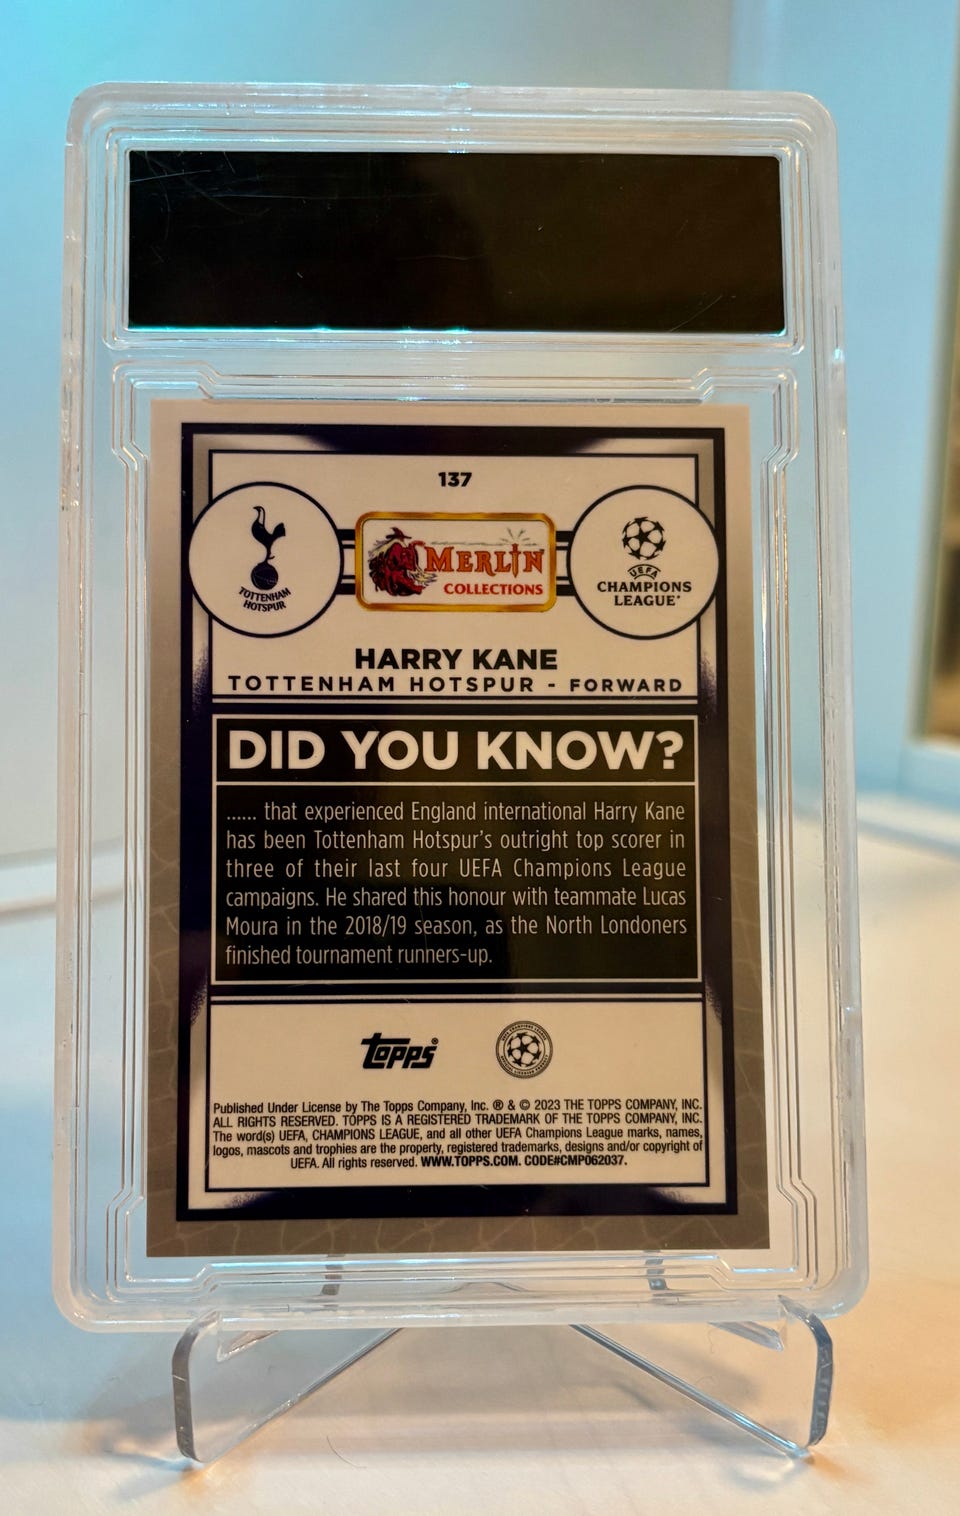 137
TOTTENHAM
HOTSPUR
MERLIN
COLLECTIONS
UEFA
CHAMPIONS
LEAGUE
HARRY KANE
TOTTENHAM HOTSPUR - FORWARD
DID YOU KNOW?
...... that experienced England international Harry Kane
has been Tottenham Hotspur's outright top scorer in
three of their last four UEFA Champions League
campaigns. He shared this honour with teammate Lucas
Moura in the 2018/19 season, as the North Londoners
finished tournament runners-up.
Topps®
Published Under License by The Topps Company, Inc. ® & © 2023 THE TOPPS COMPANY, INC.
ALL RIGHTS RESERVED. TOPPS IS A REGISTERED TRADEMARK OF THE TOPPS COMPANY, INC.
The word(s) UEFA, CHAMPIONS LEAGUE, and all other UEFA Champions League marks, names,
logos, mascots and trophies are the property, registered trademarks, designs and/or copyright of
UEFA. All rights reserved. WWW.TOPPS.COM. CODE#CMP062037.